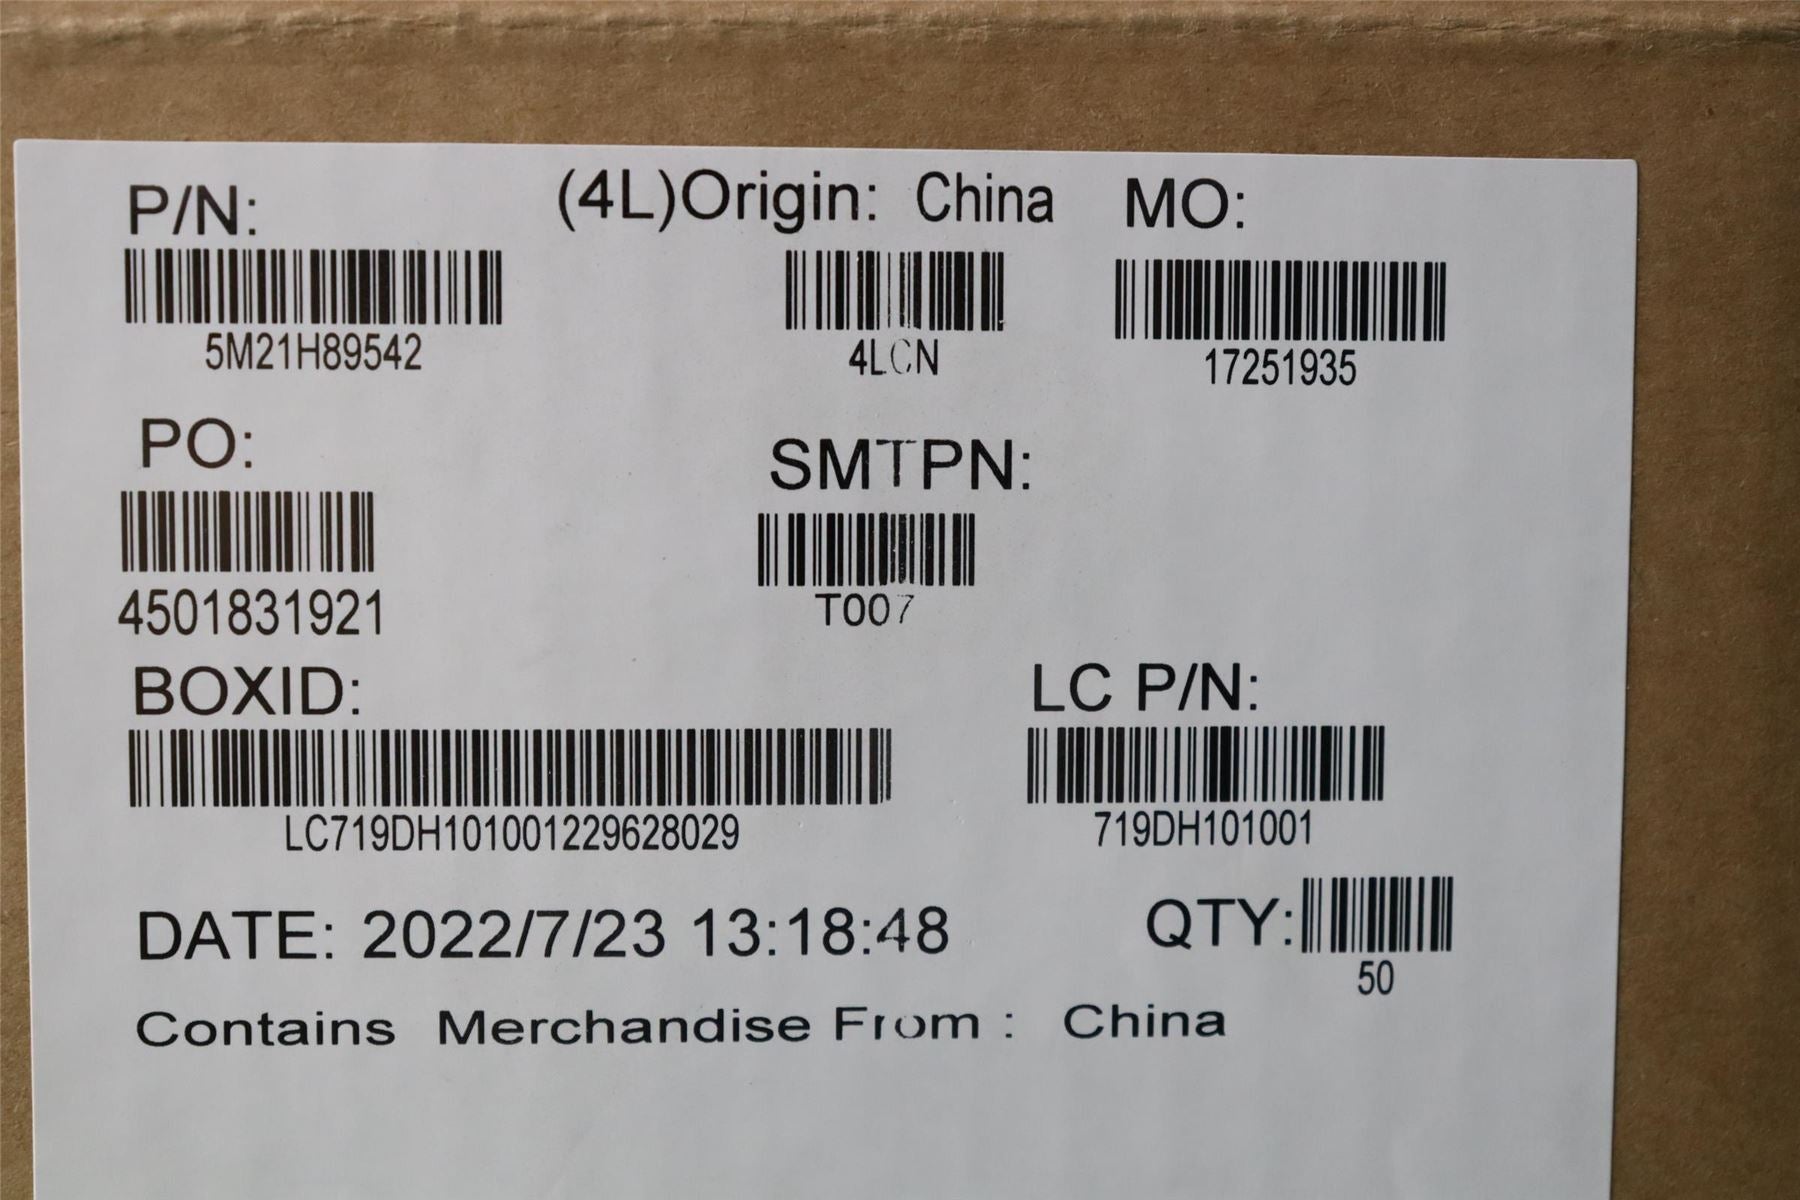 P/N: (4L)Origin: China MO:
5M21H89542 4LCN 17251935
PO: SMTPN:
4501831921 T007
BOXID: LC P/N:
LC719DH101001229628029 719DH101001
DATE: 2022/7/23 13:18:48 QTY:
50
Contains Merchandise From : China